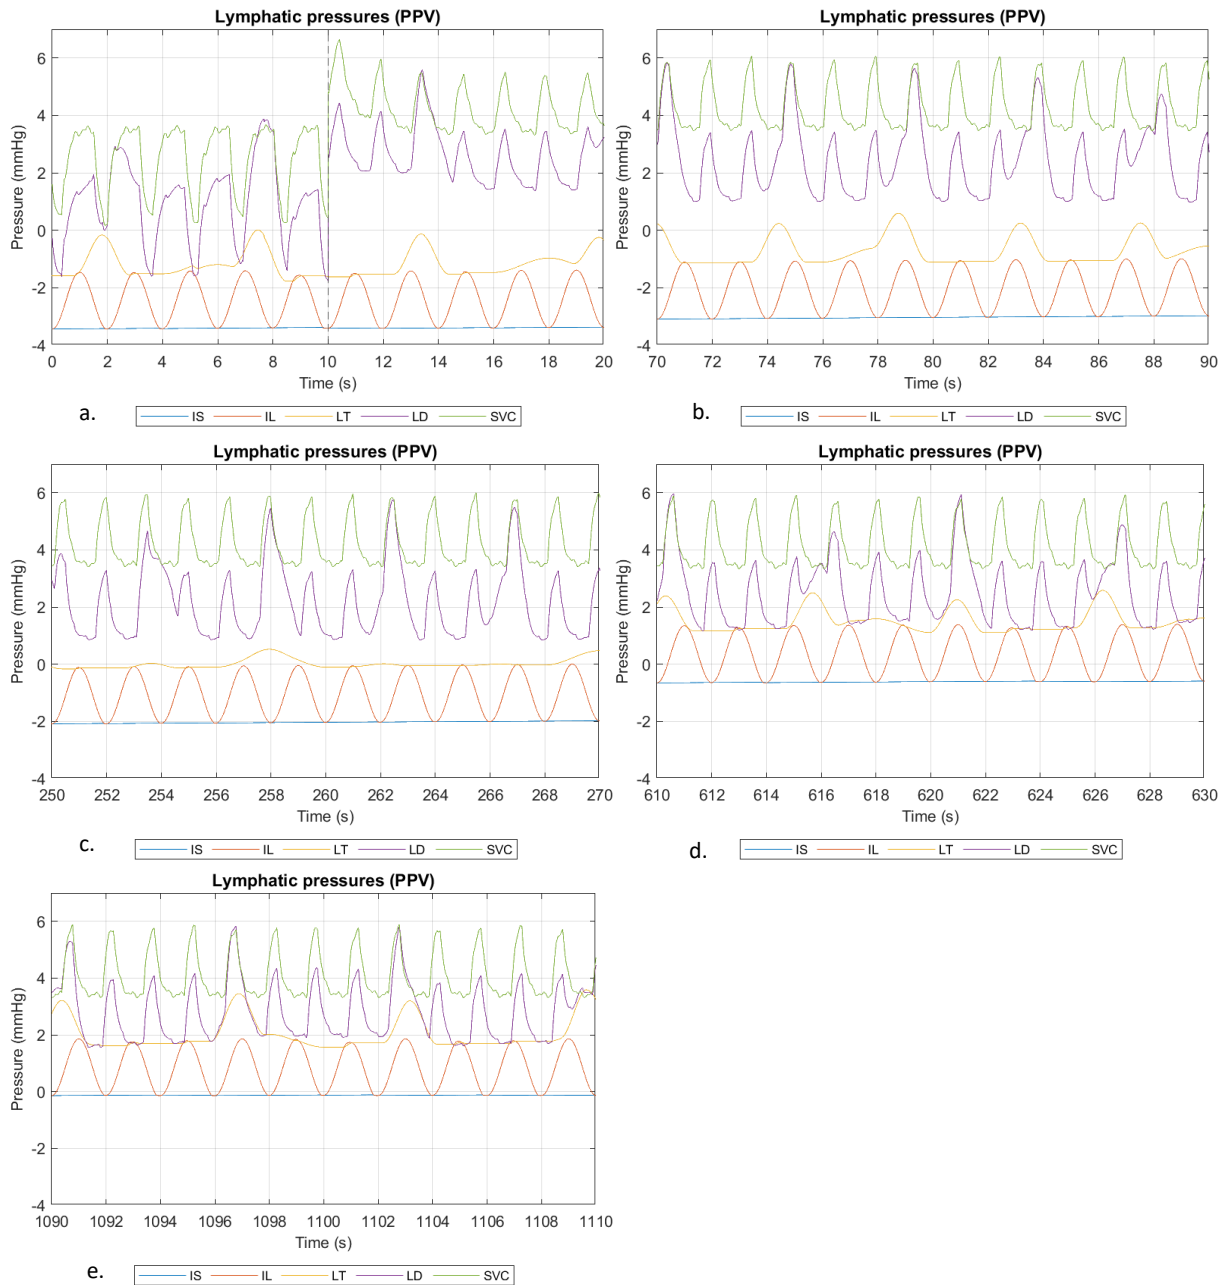 Lymphatic pressures (PPV)
Pressure (mmHg)
6
4
2
0
-2
-4
0 2 4 6 8 10 12 14 16 18 20
Time (s)
a.
IS IL LT LD SVC
Lymphatic pressures (PPV)
Pressure (mmHg)
6
4
2
0
-2
-4
70 72 74 76 78 80 82 84 86 88 90
Time (s)
b.
IS IL LT LD SVC
Lymphatic pressures (PPV)
Pressure (mmHg)
6
4
2
0
-2
-4
250 252 254 256 258 260 262 264 266 268 270
Time (s)
c.
IS IL LT LD SVC
Lymphatic pressures (PPV)
Pressure (mmHg)
6
4
2
0
-2
-4
610 612 614 616 618 620 622 624 626 628 630
Time (s)
d.
IS IL LT LD SVC
Lymphatic pressures (PPV)
Pressure (mmHg)
6
4
2
0
-2
-4
1090 1092 1094 1096 1098 1100 1102 1104 1106 1108 1110
Time (s)
e.
IS IL LT LD SVC